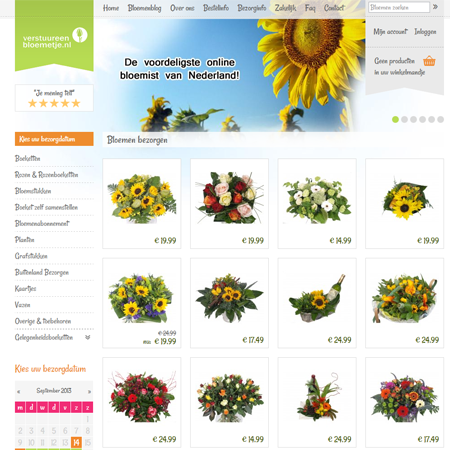 Home Bloemenblog Over ons Bestelinfo Bezorginfo Zakelijk Faq Contact
Bloemen zoeken »
verstuureen
bloemetje.nl
Mijn account Inloggen
Geen producten
in uw winkelmandje
De voordeligste online
bloemist van Nederland!
"Je mening telt"
Kies uw bezorgdatum
Bloemen bezorgen
Boeketten
Rozen & Rozenboeketten
Bloemstukken
Boeket zelf samenstellen
Bloemenabonnement
Planten
Grafstukken
Buitenland Bezorgen
Kaartjes
Vazen
Overige & toebehoren
Gelegenheidsboeketten
€ 19.99 € 19.99 € 14.99 € 19.99
€ 24.99
nu € 19.99 € 17.49 € 24.99 € 24.99
Kies uw bezorgdatum
« September 2013 »
m d w d v z z
1
2 3 4 5 6 7 8
9 10 11 12 13 14 15
€ 24.99 € 14.99 € 24.99 € 17.49